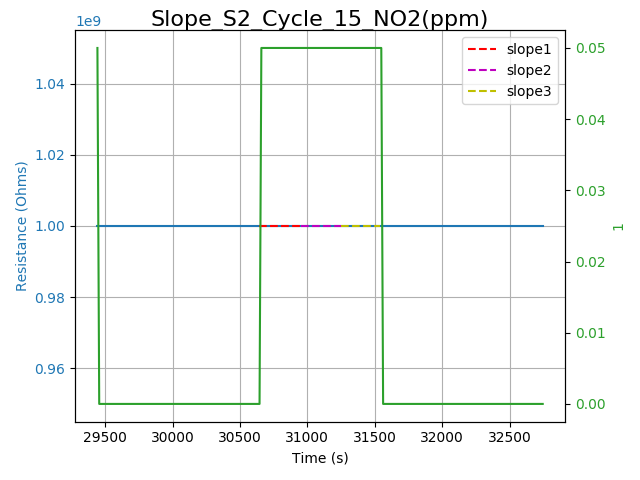 Slope_S2_Cycle_15_NO2(ppm)
1e9
slope1
slope2
slope3
1.04
1.02
1.00
0.98
0.96
Resistance (Ohms)
0.05
0.04
0.03
0.02
0.01
0.00
1
29500 30000 30500 31000 31500 32000 32500
Time (s)